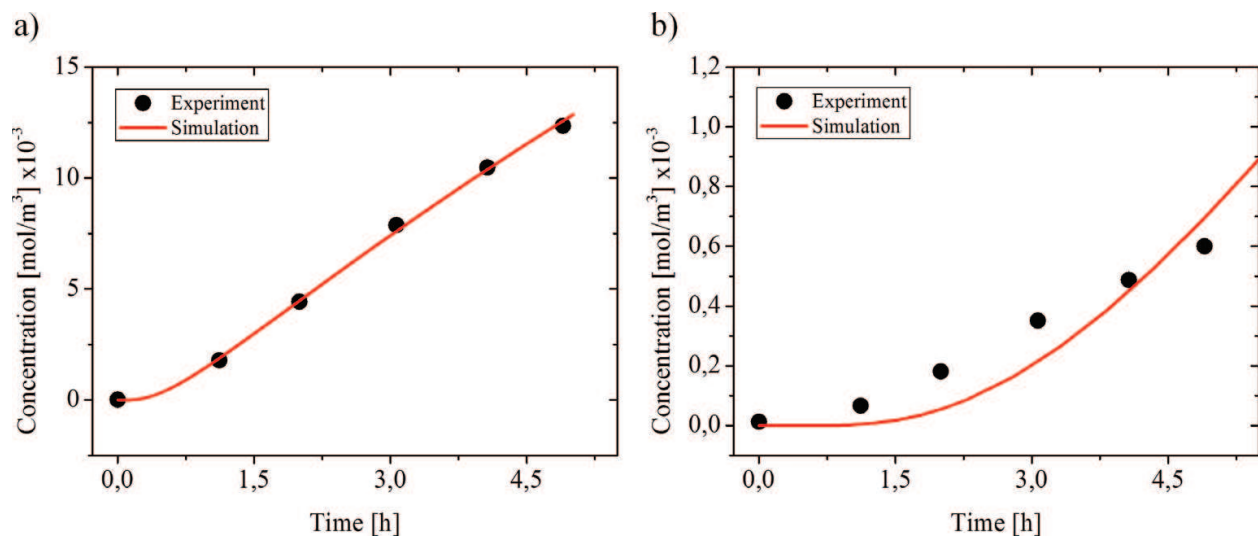 a)
Concentration [mol/m³] x10⁻³
15
10
5
0
Experiment
Simulation
0,0
1,5
3,0
4,5
Time [h]
b)
Concentration [mol/m³] x10⁻³
1,2
1,0
0,8
0,6
0,4
0,2
0,0
Experiment
Simulation
0,0
1,5
3,0
4,5
Time [h]